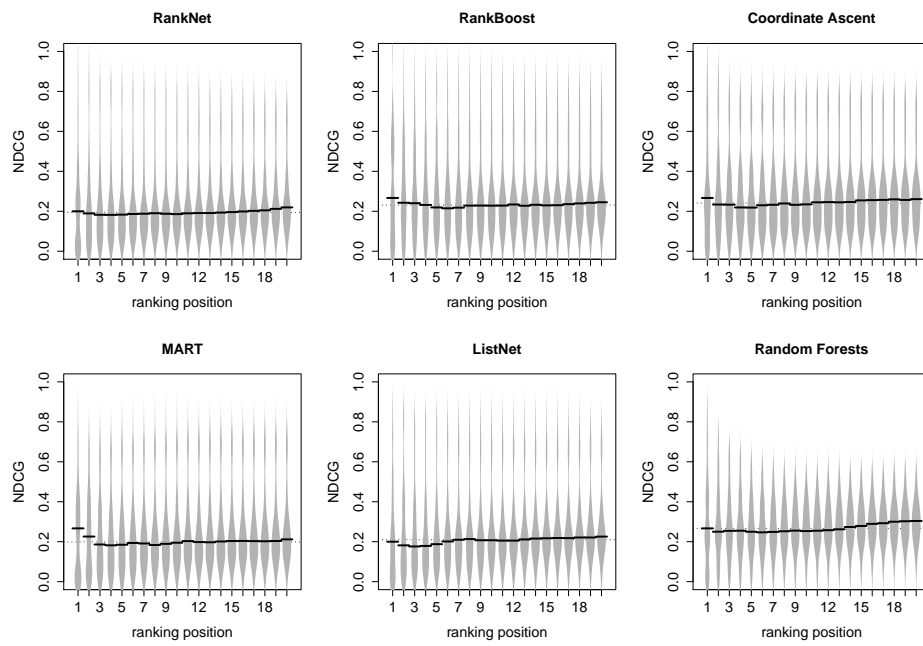 RankNet
NDCG
0.0 0.2 0.4 0.6 0.8 1.0
1 3 5 7 9 12 15 18
ranking position
RankBoost
NDCG
0.0 0.2 0.4 0.6 0.8 1.0
1 3 5 7 9 12 15 18
ranking position
Coordinate Ascent
NDCG
0.0 0.2 0.4 0.6 0.8 1.0
1 3 5 7 9 12 15 18
ranking position
MART
NDCG
0.0 0.2 0.4 0.6 0.8 1.0
1 3 5 7 9 12 15 18
ranking position
ListNet
NDCG
0.0 0.2 0.4 0.6 0.8 1.0
1 3 5 7 9 12 15 18
ranking position
Random Forests
NDCG
0.0 0.2 0.4 0.6 0.8 1.0
1 3 5 7 9 12 15 18
ranking position